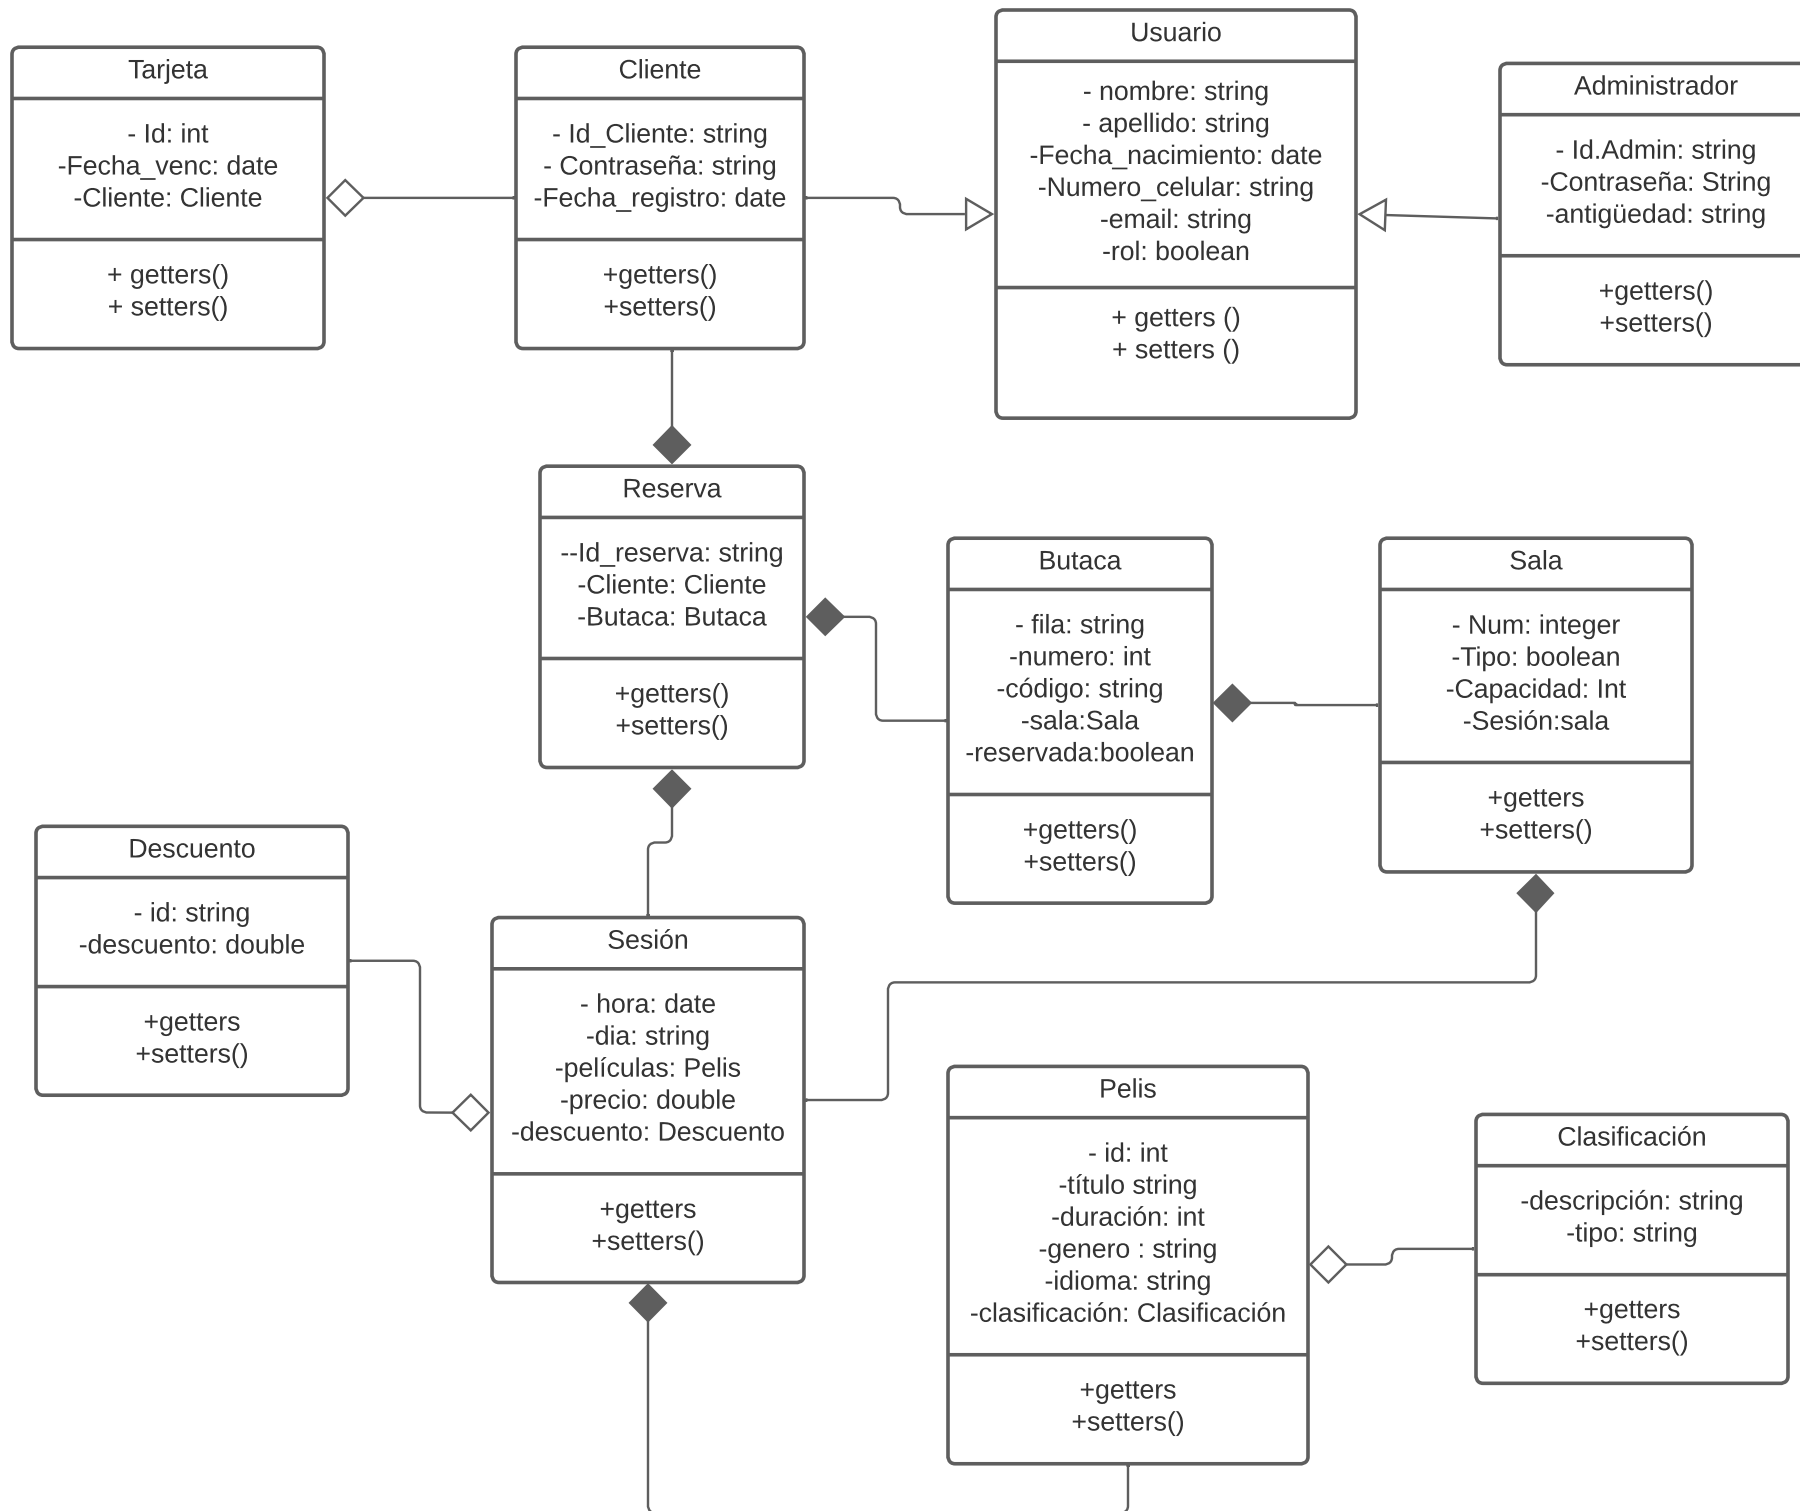 Tarjeta
- Id: int
-Fecha_venc: date
-Cliente: Cliente
+ getters()
+ setters()
Cliente
- Id_Cliente: string
- Contraseña: string
-Fecha_registro: date
+getters()
+setters()
Usuario
- nombre: string
- apellido: string
-Fecha_nacimiento: date
-Numero_celular: string
-email: string
-rol: boolean
+ getters ()
+ setters ()
Administrador
- Id.Admin: string
-Contraseña: String
-antigüedad: string
+getters()
+setters()
Reserva
--Id_reserva: string
-Cliente: Cliente
-Butaca: Butaca
+getters()
+setters()
Butaca
- fila: string
-numero: int
-código: string
-sala:Sala
-reservada:boolean
+getters()
+setters()
Sala
- Num: integer
-Tipo: boolean
-Capacidad: Int
-Sesión:sala
+getters
+setters()
Descuento
- id: string
-descuento: double
+getters
+setters()
Sesión
- hora: date
-dia: string
-películas: Pelis
-precio: double
-descuento: Descuento
+getters
+setters()
Pelis
- id: int
-título string
-duración: int
-genero : string
-idioma: string
-clasificación: Clasificación
+getters
+setters()
Clasificación
-descripción: string
-tipo: string
+getters
+setters()